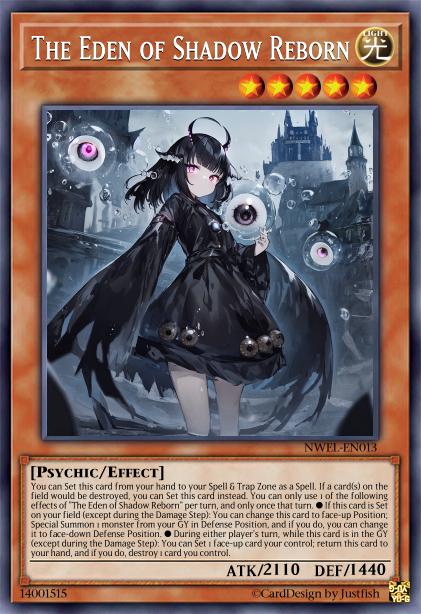 THE EDEN OF SHADOW REBORN
LIGHT
光
NWEL-EN013
[PSYCHIC/EFFECT]
You can Set this card from your hand to your Spell & Trap Zone as a Spell. If a card(s) on the
field would be destroyed, you can Set this card instead. You can only use 1 of the following
effects of "The Eden of Shadow Reborn" per turn, and only once that turn. ● If this card is Set
on your field (except during the Damage Step): You can change this card to face-up Position;
Special Summon 1 monster from your GY in Defense Position, and if you do, you can change
it to face-down Defense Position. ● During either player's turn, while this card is in the GY
(except during the Damage Step): You can Set 1 face-up card your control; return this card to
your hand, and if you do, destroy 1 card you control.
ATK/2110 DEF/1440
14001515
©CardDesign by Justfish